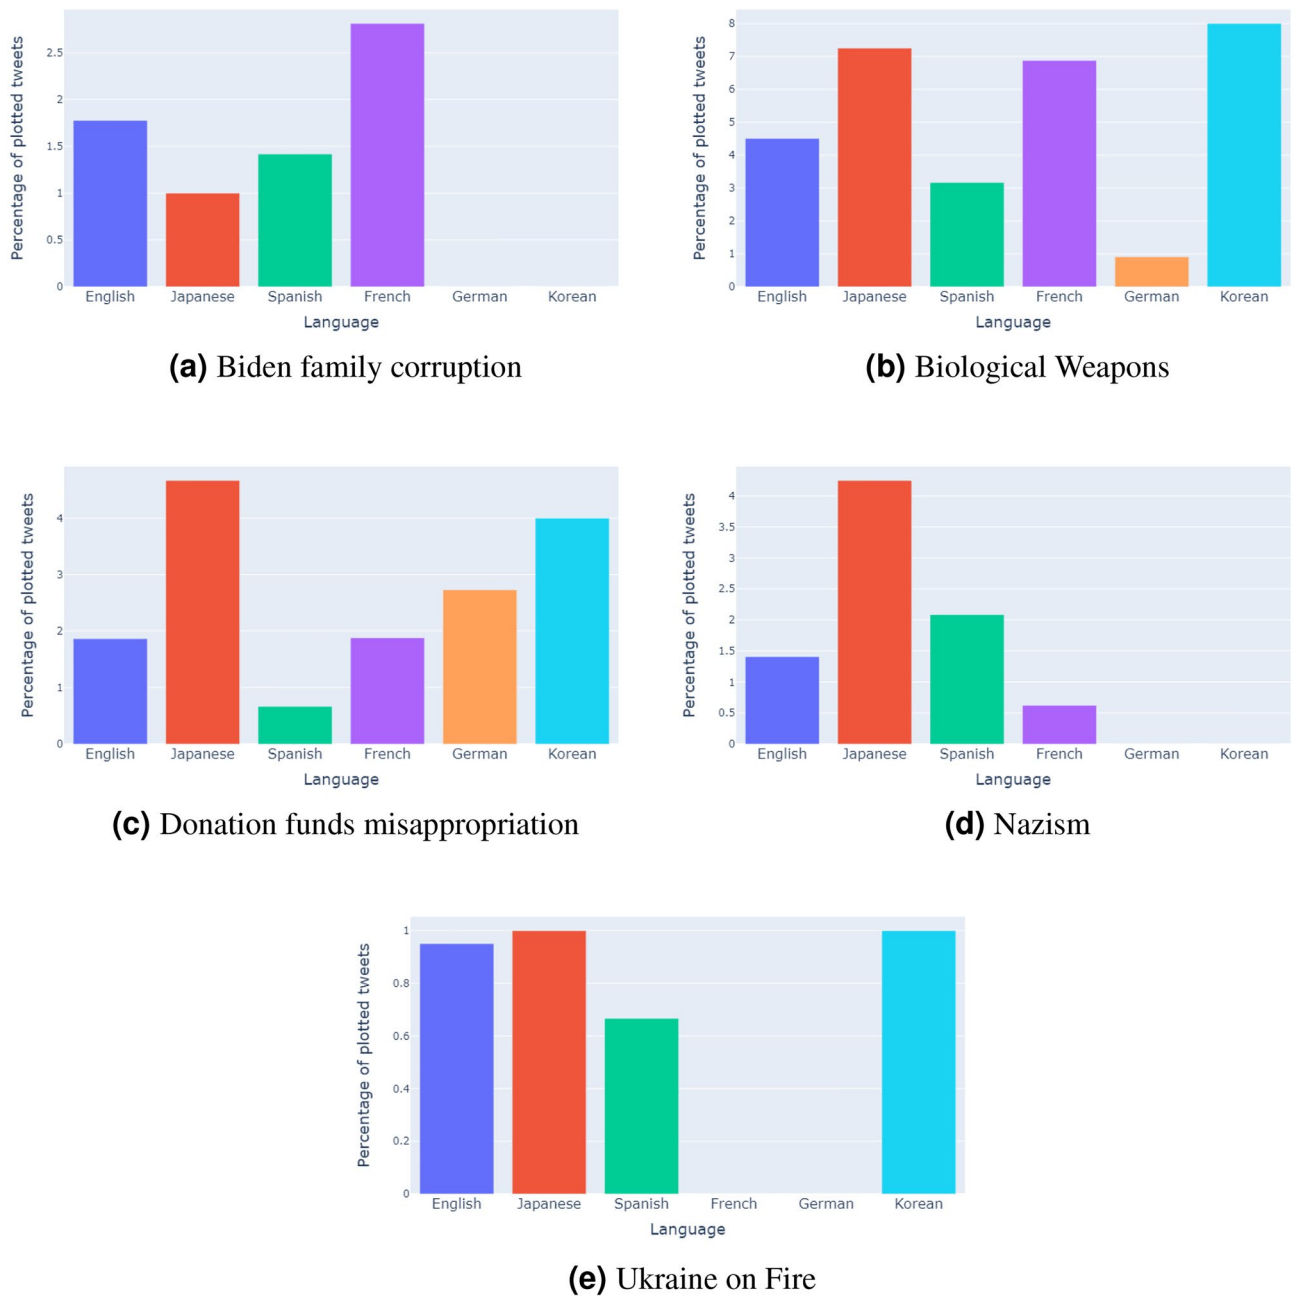 Percentage of plotted tweets
2.5
2
1.5
1
0.5
0
English Japanese Spanish French German Korean
Language
(a) Biden family corruption
Percentage of plotted tweets
8
7
6
5
4
3
2
1
0
English Japanese Spanish French German Korean
Language
(b) Biological Weapons
Percentage of plotted tweets
4
3
2
1
0
English Japanese Spanish French German Korean
Language
(c) Donation funds misappropriation
Percentage of plotted tweets
4
3.5
3
2.5
2
1.5
1
0.5
0
English Japanese Spanish French German Korean
Language
(d) Nazism
Percentage of plotted tweets
1
0.8
0.6
0.4
0.2
0
English Japanese Spanish French German Korean
Language
(e) Ukraine on Fire